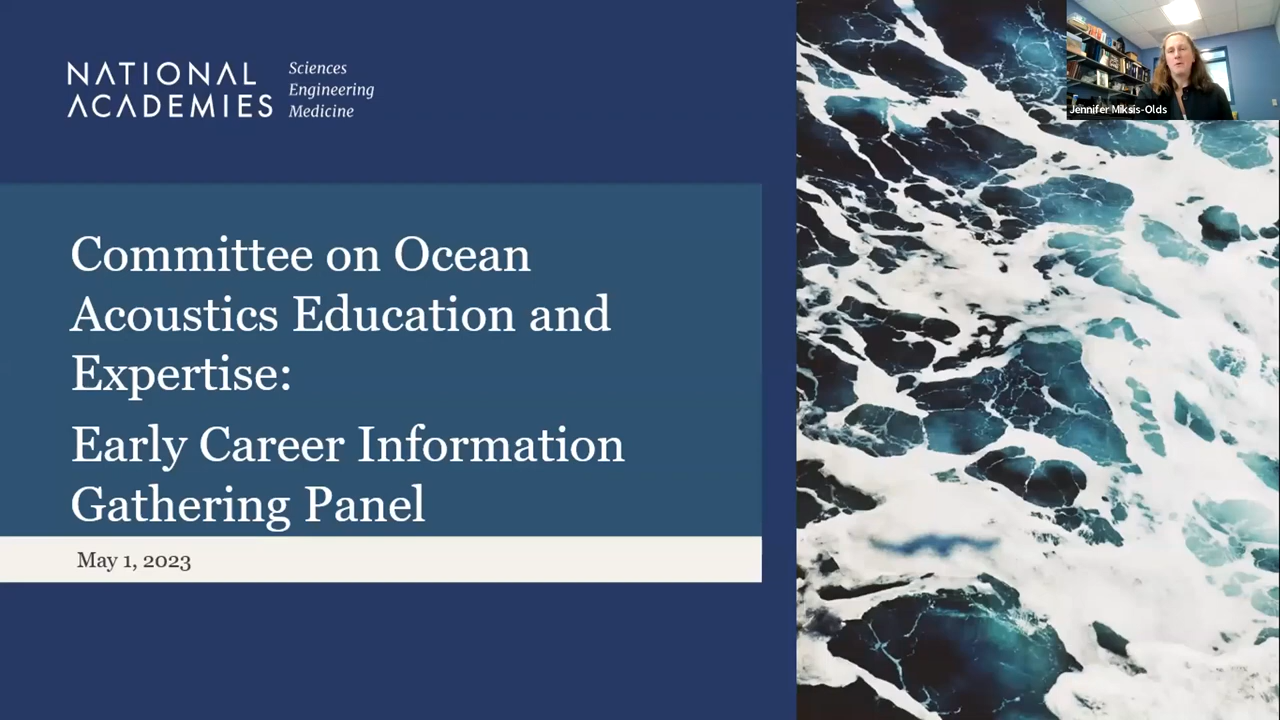 NATIONAL
ACADEMIES
Sciences
Engineering
Medicine
Committee on Ocean
Acoustics Education and
Expertise:
Early Career Information
Gathering Panel
May 1, 2023
Jennifer Miksis-Olds